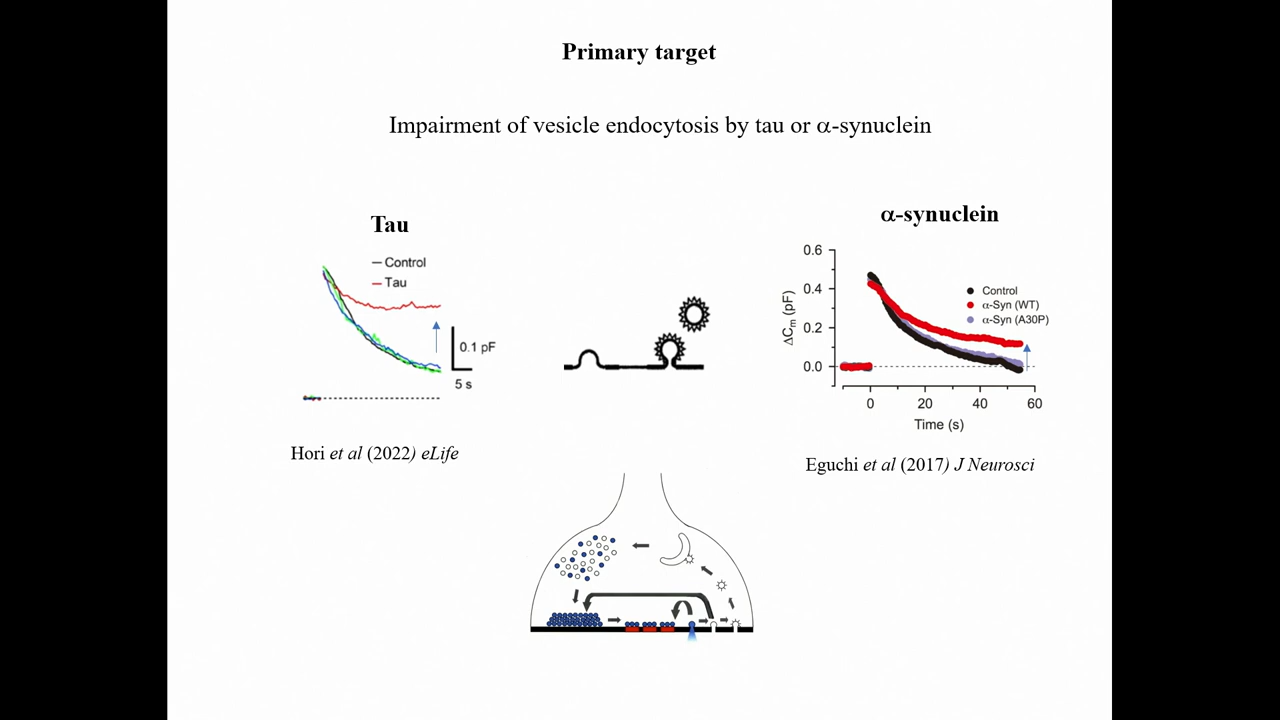 Primary target
Impairment of vesicle endocytosis by tau or α-synuclein
Tau
Control
Tau
0.1 pF
5 s
Hori et al (2022) eLife
α-synuclein
0.6
0.4
0.2
0.0
ΔCm (pF)
Control
α-Syn (WT)
α-Syn (A30P)
0 20 40 60
Time (s)
Eguchi et al (2017) J Neurosci